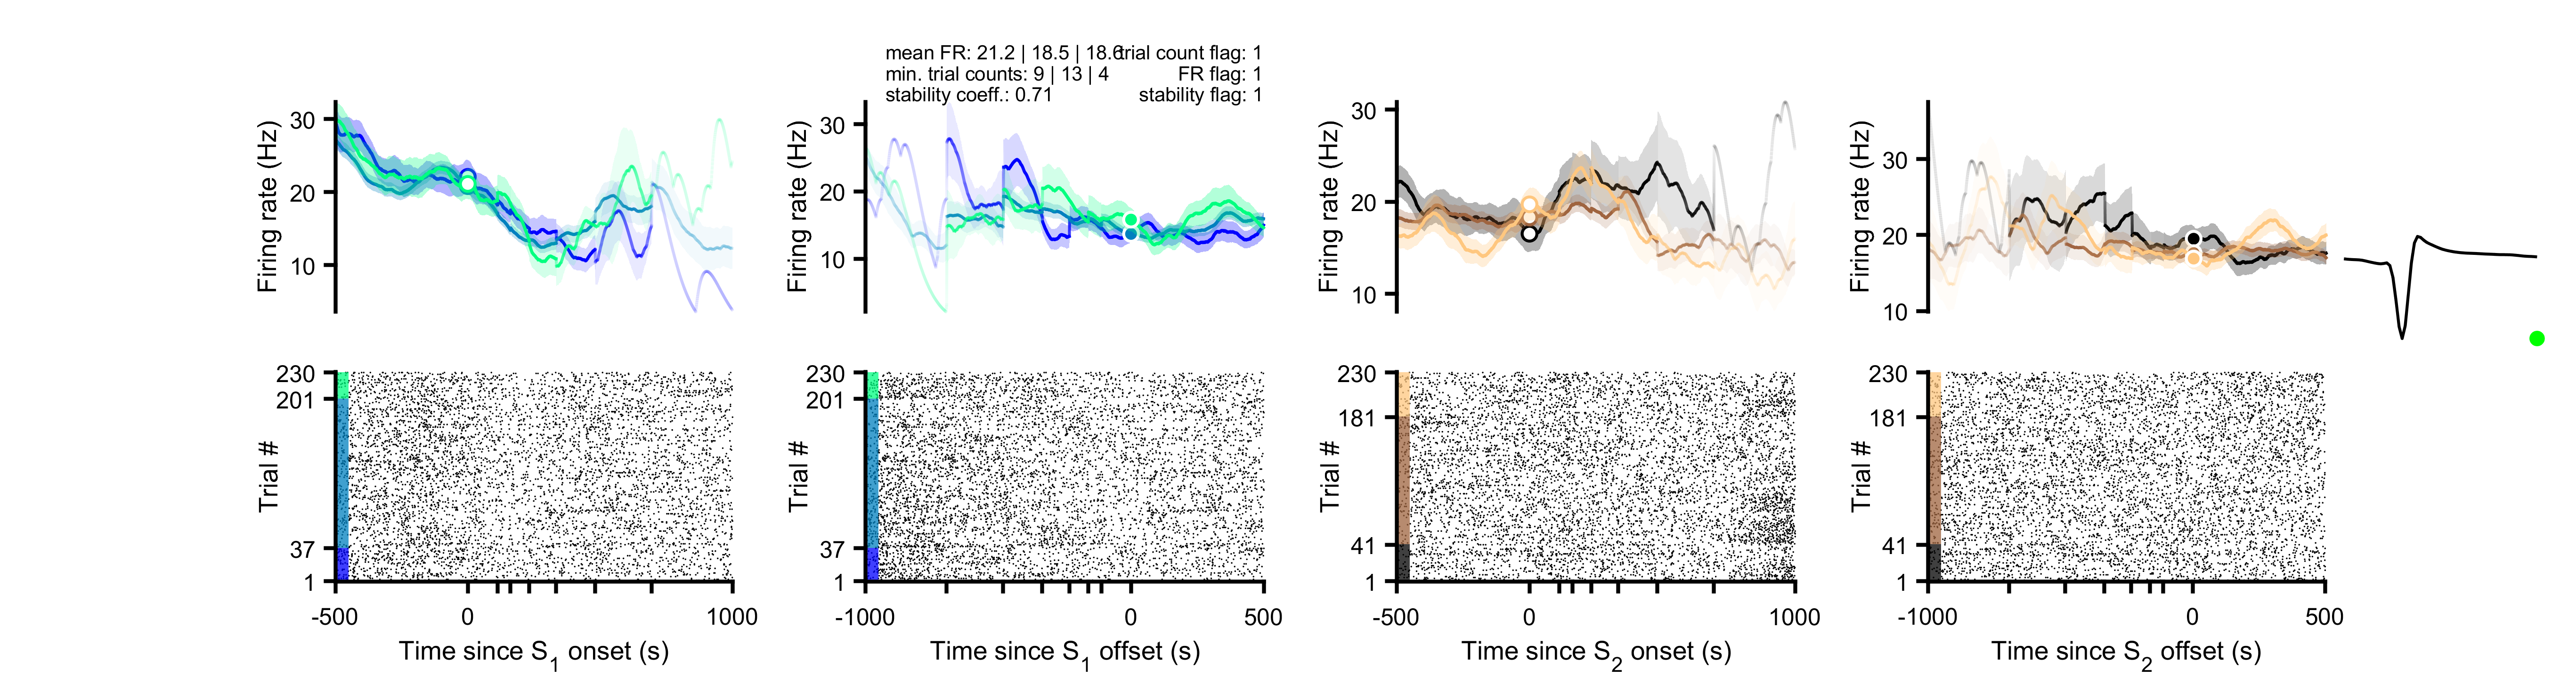 mean FR: 21.2 | 18.5 | 18.6
trial count flag: 1
min. trial counts: 9 | 13 | 4
FR flag: 1
stability coeff.: 0.71
stability flag: 1
Firing rate (Hz)
30
20
10
Firing rate (Hz)
30
20
10
Firing rate (Hz)
30
20
10
Firing rate (Hz)
30
20
10
Trial #
230
201
37
1
-500
0
1000
Time since S1 onset (s)
Trial #
230
201
37
1
-1000
0
500
Time since S1 offset (s)
Trial #
230
181
41
1
-500
0
1000
Time since S2 onset (s)
Trial #
230
181
41
1
-1000
0
500
Time since S2 offset (s)